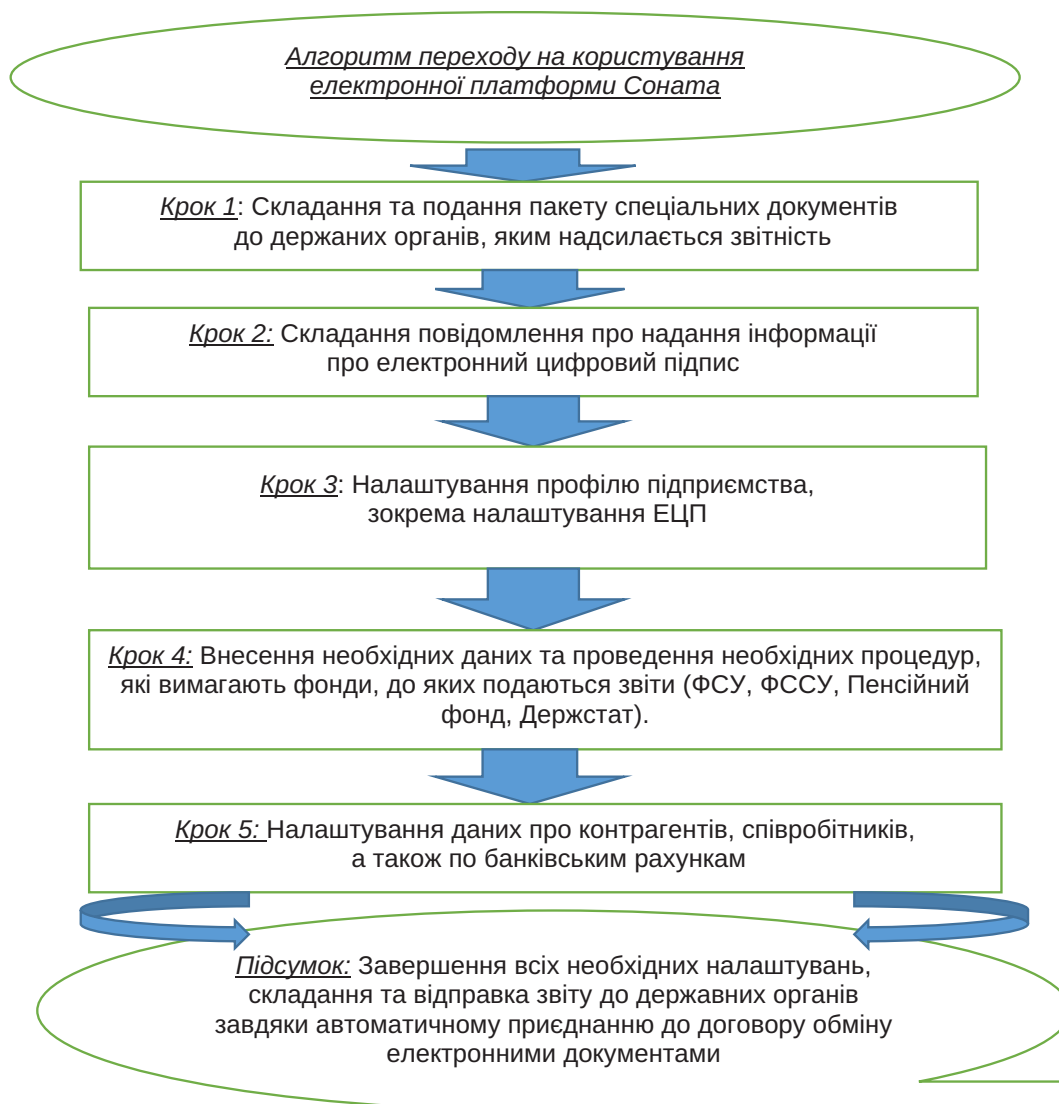 Алгоритм переходу на користування
електронної платформи Соната
Крок 1: Складання та подання пакету спеціальних документів
до держаних органів, яким надсилається звітність
Крок 2: Складання повідомлення про надання інформації
про електронний цифровий підпис
Крок 3: Налаштування профілю підприємства,
зокрема налаштування ЕЦП
Крок 4: Внесення необхідних даних та проведення необхідних процедур,
які вимагають фонди, до яких подаються звіти (ФСУ, ФССУ, Пенсійний
фонд, Держстат).
Крок 5: Налаштування даних про контрагентів, співробітників,
а також по банківським рахункам
Підсумок: Завершення всіх необхідних налаштувань,
складання та відправка звіту до державних органів
завдяки автоматичному приєднанню до договору обміну
електронними документами